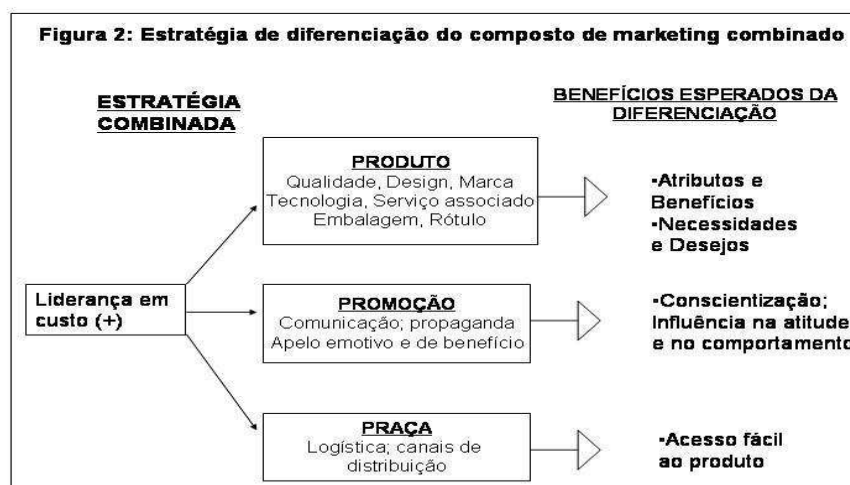 Figura 2: Estratégia de diferenciação do composto de marketing combinado
ESTRATÉGIA
COMBINADA
BENEFÍCIOS ESPERADOS DA
DIFERENCIAÇÃO
Liderança em
custo (+)
PRODUTO
Qualidade, Design, Marca
Tecnologia, Serviço associado
Embalagem, Rótulo
▪Atributos e
Benefícios
▪Necessidades
e Desejos
PROMOÇÃO
Comunicação; propaganda
Apelo emotivo e de benefício
▪Conscientização;
Influência na atitude
e no comportamento
PRAÇA
Logística; canais de
distribuição
▪Acesso fácil
ao produto